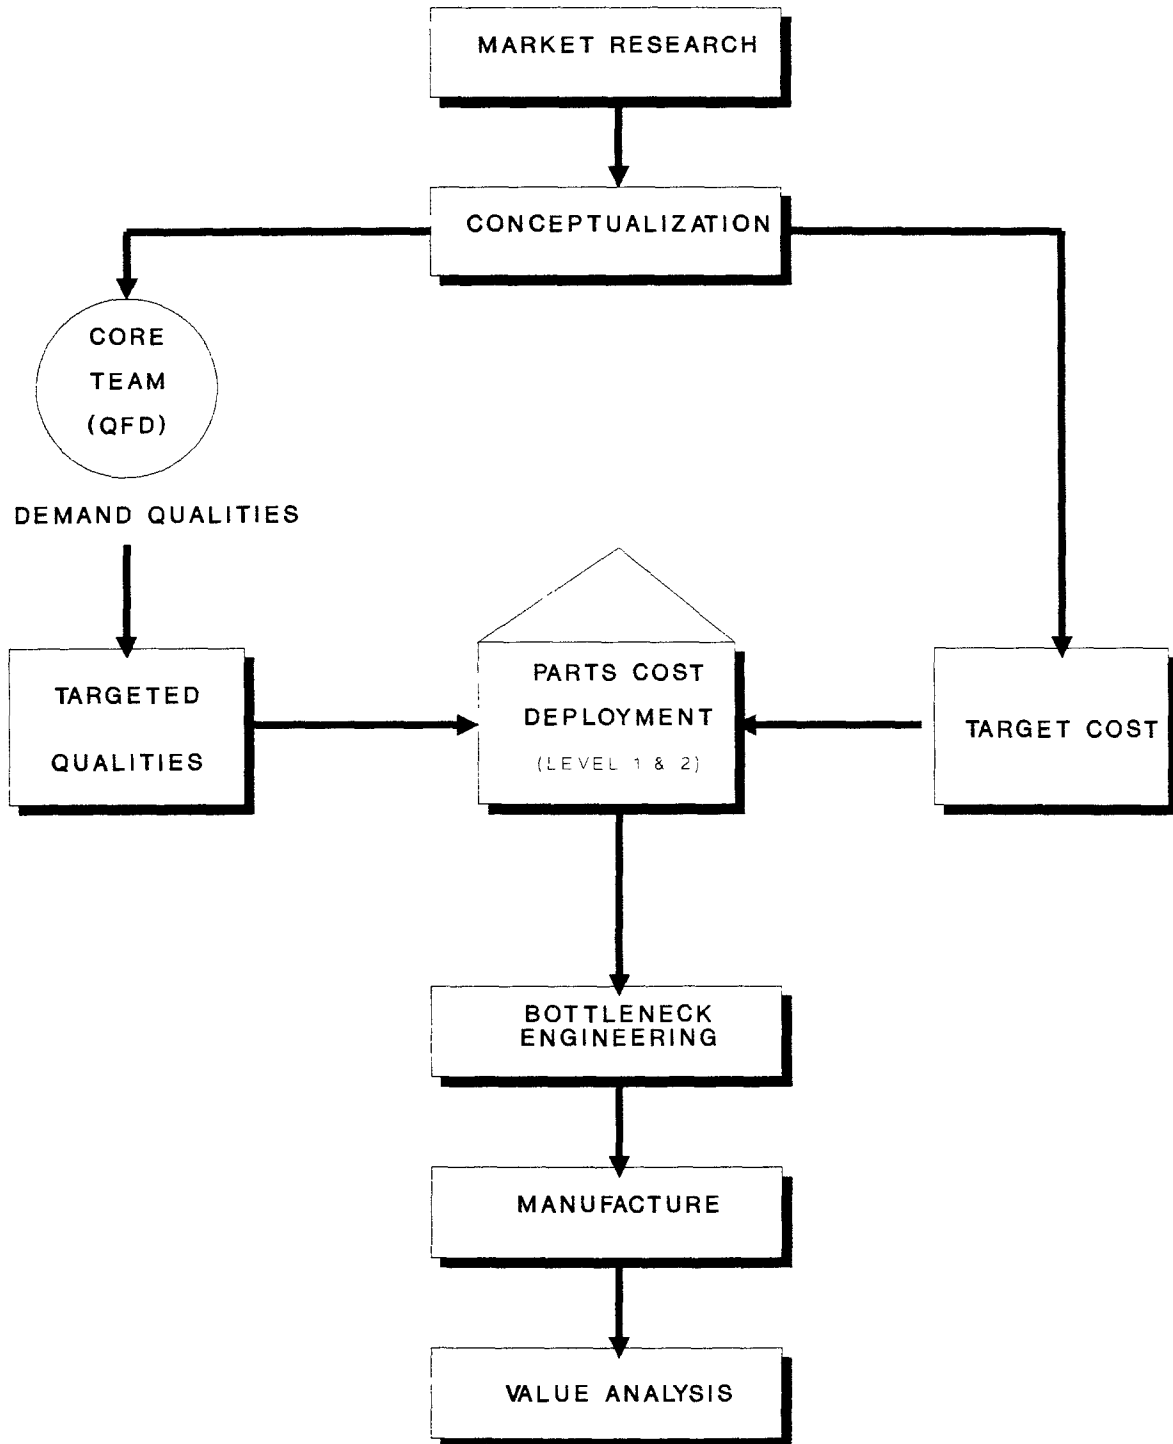 MARKET RESEARCH
CONCEPTUALIZATION
CORE
TEAM
(QFD)
DEMAND QUALITIES
TARGETED
QUALITIES
PARTS COST
DEPLOYMENT
(LEVEL 1 & 2)
TARGET COST
BOTTLENECK
ENGINEERING
MANUFACTURE
VALUE ANALYSIS